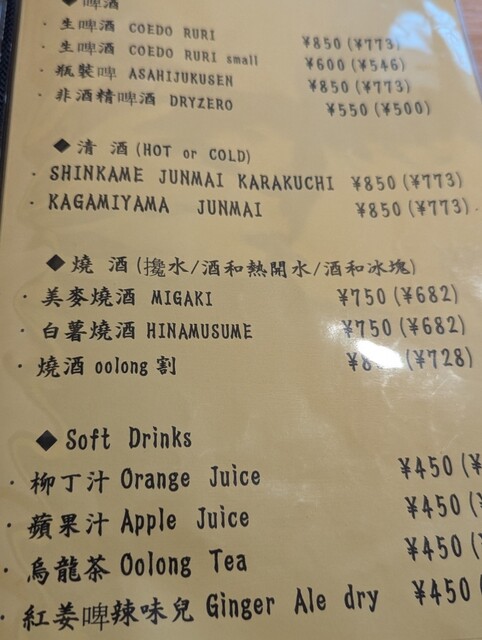 ◆ 啤酒
· 生啤酒 COEDO RURI ¥850 (¥773)
· 生啤酒 COEDO RURI small ¥600 (¥546)
· 瓶裝啤 ASAHIJUKUSEN ¥850 (¥773)
· 非酒精啤酒 DRYZERO ¥550 (¥500)
◆ 清 酒 (HOT or COLD)
· SHINKAME JUNMAI KARAKUCHI ¥850 (¥773)
· KAGAMIYAMA JUNMAI ¥850 (¥773)
◆ 燒 酒 (攙水/酒和熱開水/酒和冰塊)
· 美麥燒酒 MIGAKI ¥750 (¥682)
· 白薯燒酒 HINAMUSUME ¥750 (¥682)
· 燒酒 oolong 割 (¥728)
◆ Soft Drinks
· 柳丁汁 Orange Juice ¥450 (¥
· 蘋果汁 Apple Juice ¥450 (
· 烏龍茶 Oolong Tea ¥450 (
· 紅姜啤辣味兒 Ginger Ale dry ¥450 (